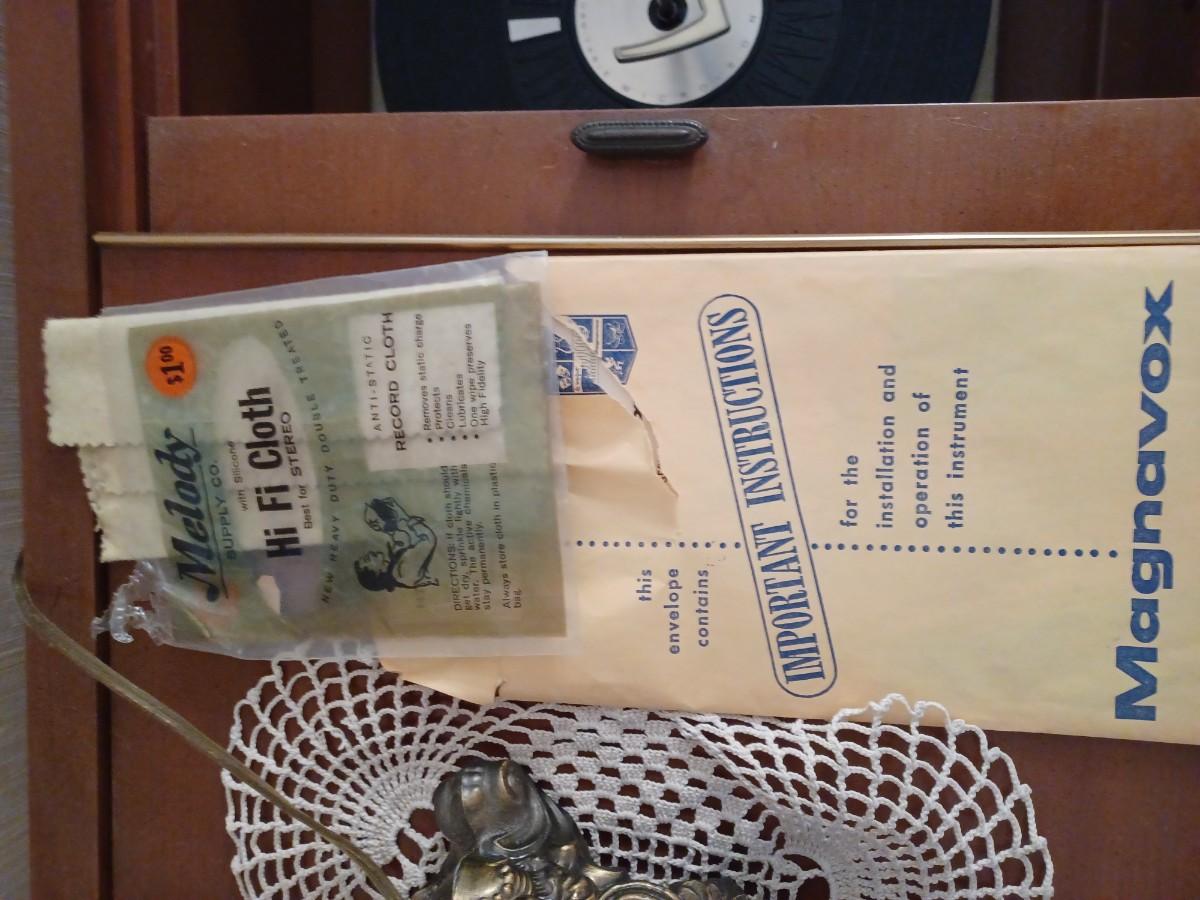 $1⁰⁰
Melody
SUPPLY CO.
with Silicone
Hi Fi Cloth
Best for STEREO
NEW HEAVY DUTY DOUBLE TREATED
ANTI-STATIC
RECORD CLOTH
• Removes static charge
• Protects
• Cleans
• Lubricates
• One wipe preserves
High Fidelity
DIRECTIONS: If cloth should
get dry, sprinkle lightly with
water. The active chemicals
stay permanently.
Always store cloth in plastic
bag.
this
envelope
contains
IMPORTANT INSTRUCTIONS
for the
installation and
operation of
this instrument
Magnavox